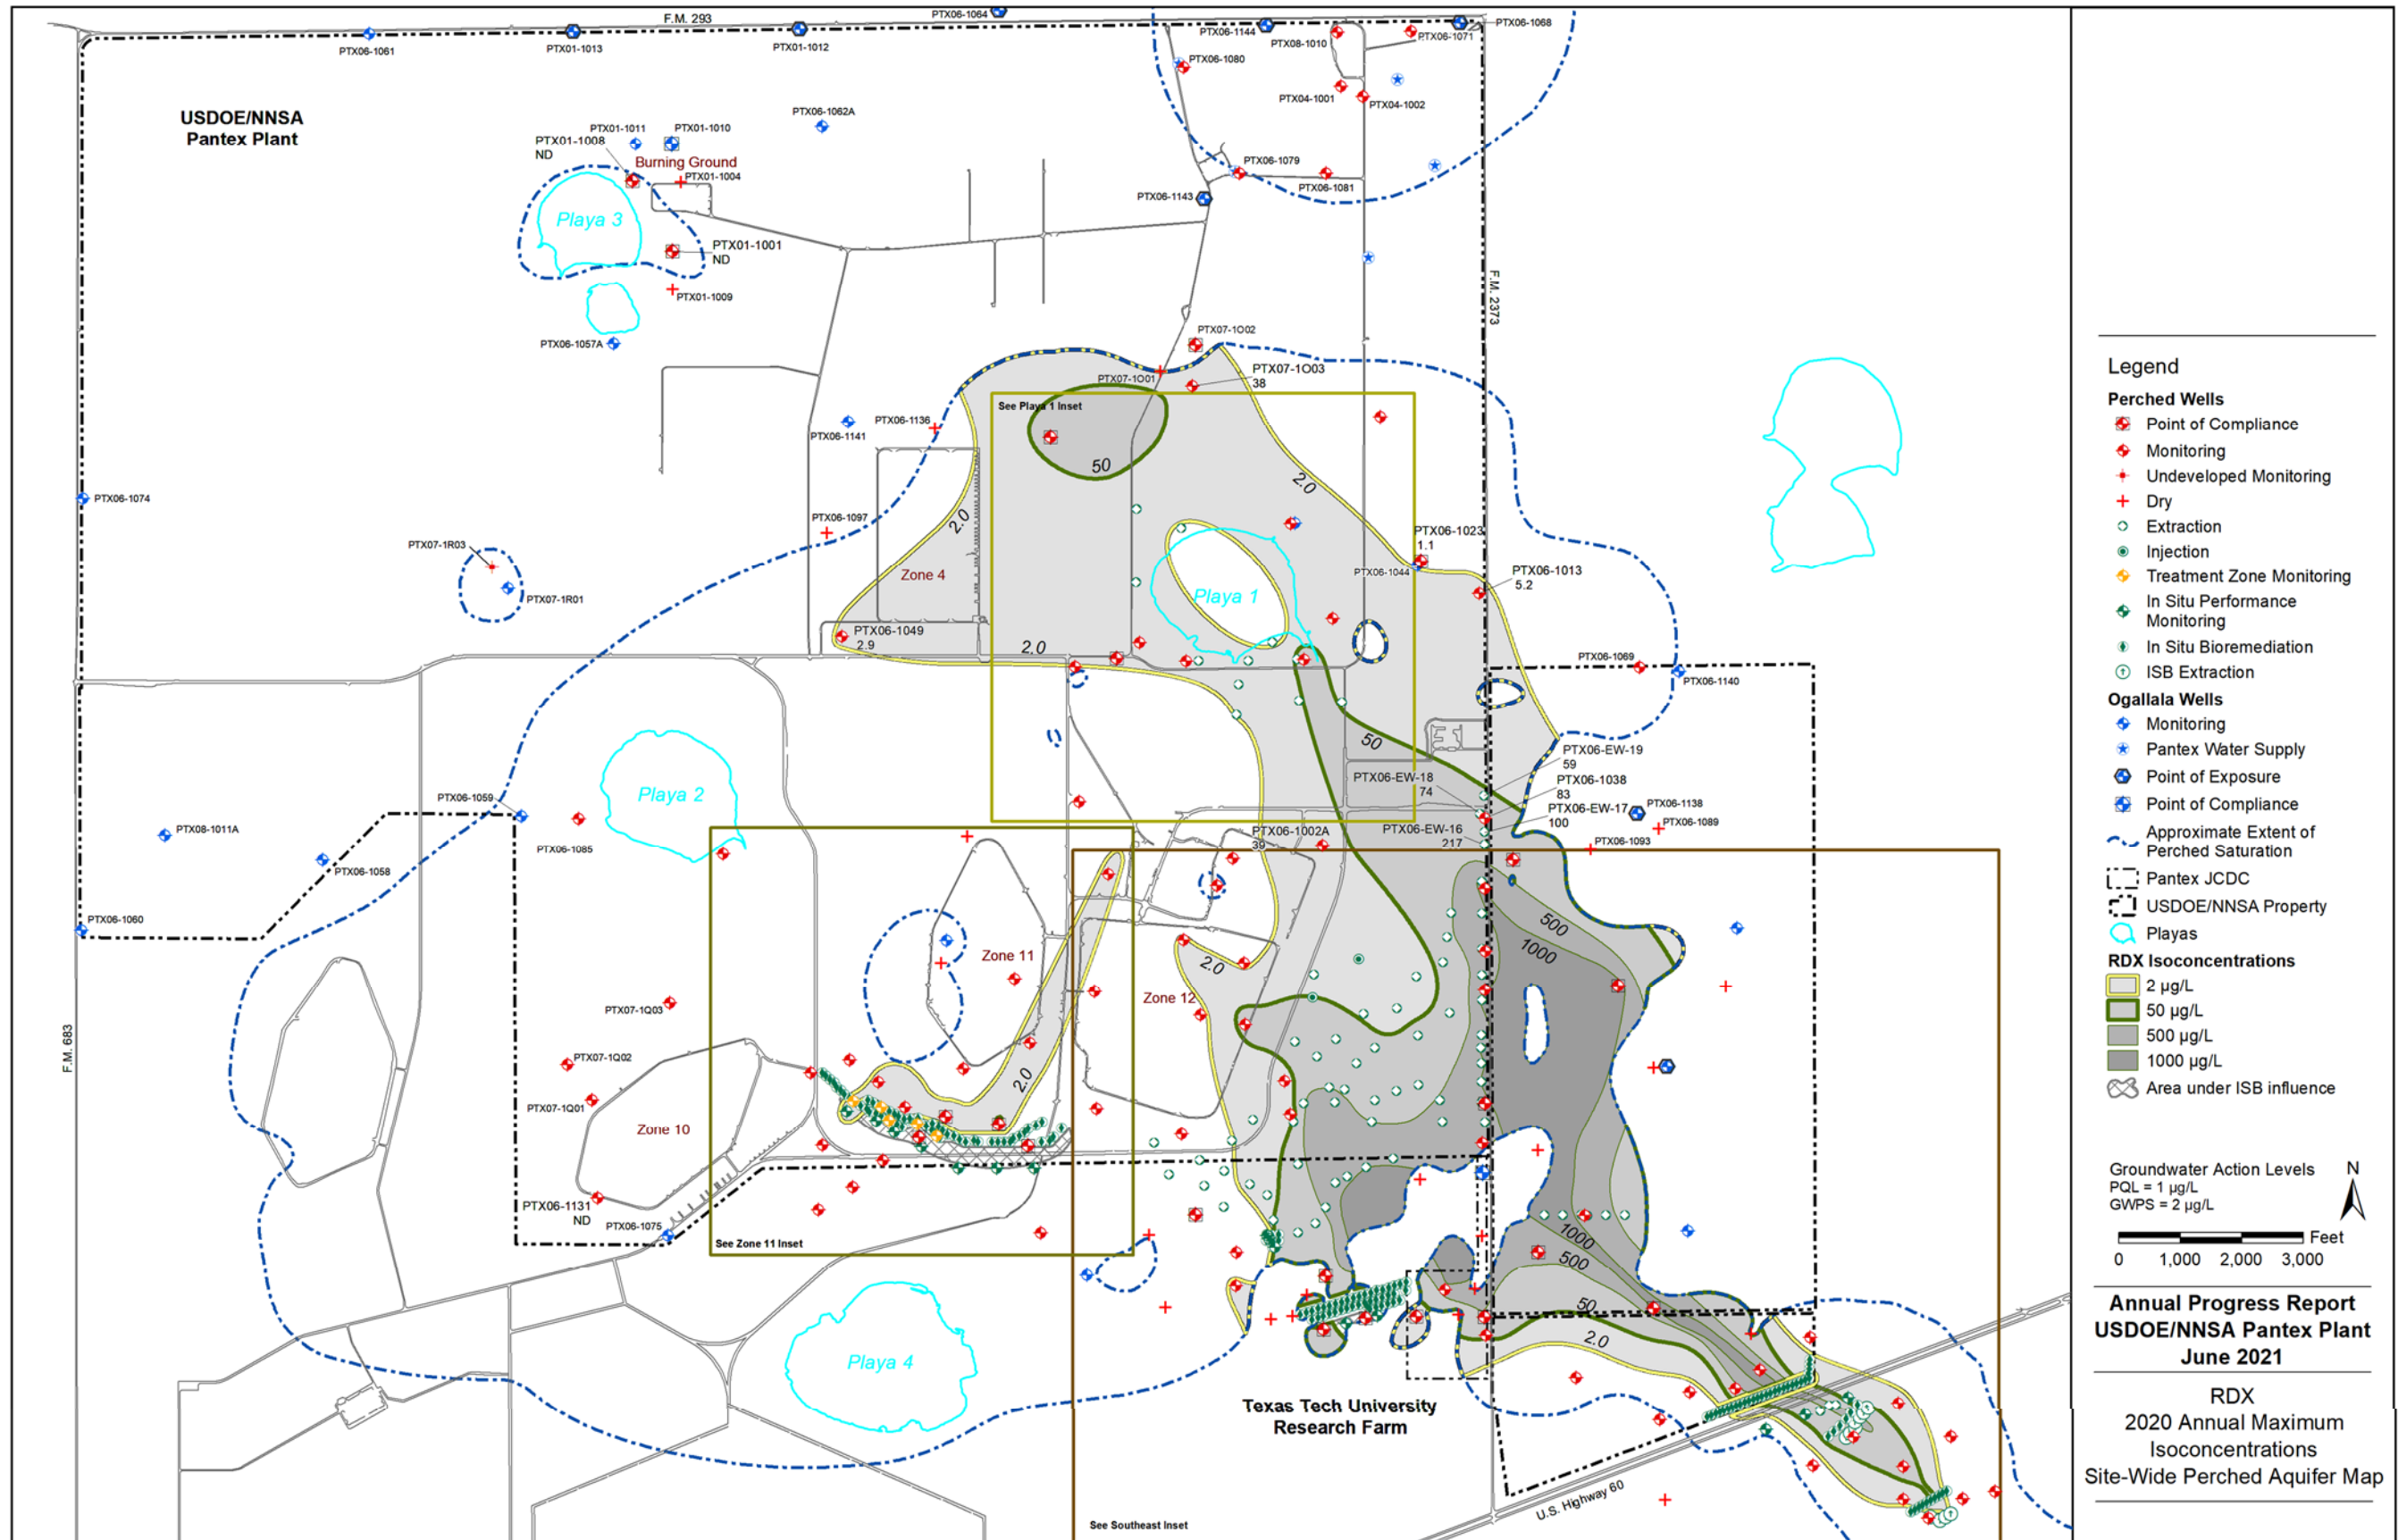 F.M. 293
PTX06-1064
PTX06-1061
PTX01-1013
PTX01-1012
PTX06-1144
PTX08-1010
PTX06-1071
PTX06-1068
PTX06-1080
PTX04-1001
PTX04-1002
USDOE/NNSA
Pantex Plant
PTX06-1062A
PTX01-1011
PTX01-1010
PTX01-1008
ND
Burning Ground
PTX01-1004
PTX06-1079
PTX06-1081
PTX06-1143
Playa 3
PTX01-1001
ND
PTX01-1009
F.M. 2373
PTX06-1057A
PTX07-1O02
PTX07-1O01
PTX07-1O03
38
See Playa 1 Inset
PTX06-1141
PTX06-1136
50
2.0
PTX06-1074
PTX06-1097
2.0
PTX06-1023
1.1
PTX07-1R03
Zone 4
PTX06-1044
PTX06-1013
5.2
PTX07-1R01
Playa 1
PTX06-1049
2.9
2.0
PTX06-1069
PTX06-1140
50
PTX06-EW-19
59
PTX06-EW-18
74
PTX06-1038
83
PTX06-EW-17
100
PTX06-1138
PTX06-1089
PTX06-1059
Playa 2
PTX08-1011A
PTX06-1085
PTX06-1002A
39
PTX06-EW-16
217
PTX06-1093
PTX06-1058
PTX06-1060
500
1000
Zone 11
2.0
Zone 12
PTX07-1Q03
F.M. 683
PTX07-1Q02
2.0
PTX07-1Q01
Zone 10
PTX06-1131
ND
PTX06-1075
See Zone 11 Inset
1000
500
50
2.0
Playa 4
Texas Tech University
Research Farm
U.S. Highway 60
See Southeast Inset
Legend
Perched Wells
Point of Compliance
Monitoring
Undeveloped Monitoring
Dry
Extraction
Injection
Treatment Zone Monitoring
In Situ Performance
Monitoring
In Situ Bioremediation
ISB Extraction
Ogallala Wells
Monitoring
Pantex Water Supply
Point of Exposure
Point of Compliance
Approximate Extent of
Perched Saturation
Pantex JCDC
USDOE/NNSA Property
Playas
RDX Isoconcentrations
2 µg/L
50 µg/L
500 µg/L
1000 µg/L
Area under ISB influence
Groundwater Action Levels
PQL = 1 µg/L
GWPS = 2 µg/L
N
Feet
0 1,000 2,000 3,000
Annual Progress Report
USDOE/NNSA Pantex Plant
June 2021
RDX
2020 Annual Maximum
Isoconcentrations
Site-Wide Perched Aquifer Map